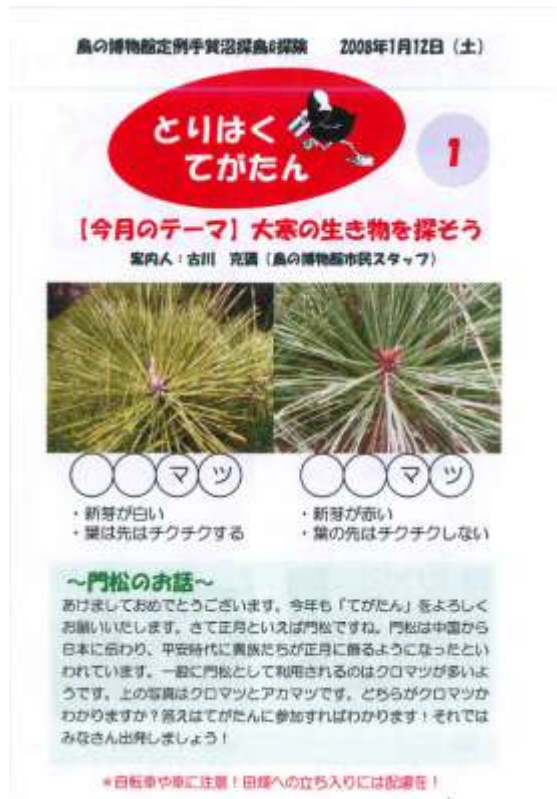 鳥の博物館定例手賀沼探鳥&探険 2008年1月12日（土）
とりはく
てがたん
1
【今月のテーマ】大寒の生き物を探そう
案内人：古川 克彌（鳥の博物館市民スタッフ）
マツ マツ
・新芽が白い ・新芽が赤い
・葉は先はチクチクする ・葉の先はチクチクしない
～門松のお話～
あけましておめでとうございます。今年も「てがたん」をよろしく
お願いいたします。さて正月といえば門松ですね。門松は中国から
日本に伝わり、平安時代に貴族たちが正月に飾るようになったとい
われています。一般に門松として利用されるのはクロマツが多いよ
うです。上の写真はクロマツとアカマツです。どちらがクロマツか
わかりますか？答えはてがたんに参加すればわかります！それでは
みなさん出発しましょう！
＊自転車や車に注意！田畑への立ち入りには配慮を！